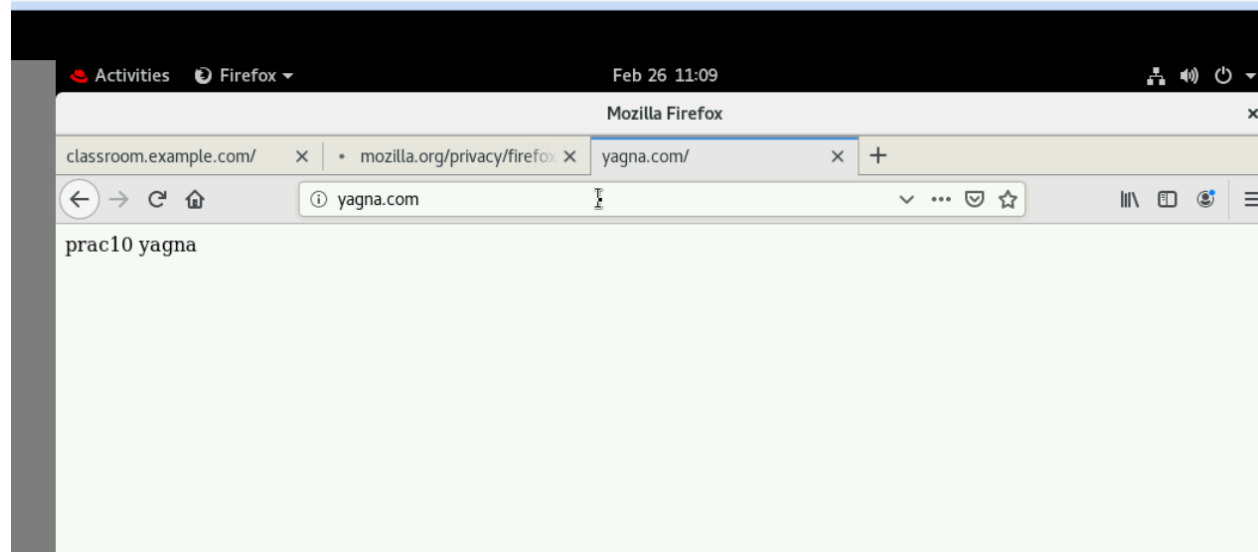 Activities Firefox Feb 26 11:09
Mozilla Firefox
classroom.example.com/ mozilla.org/privacy/firefox yagna.com/
yagna.com
prac10 yagna